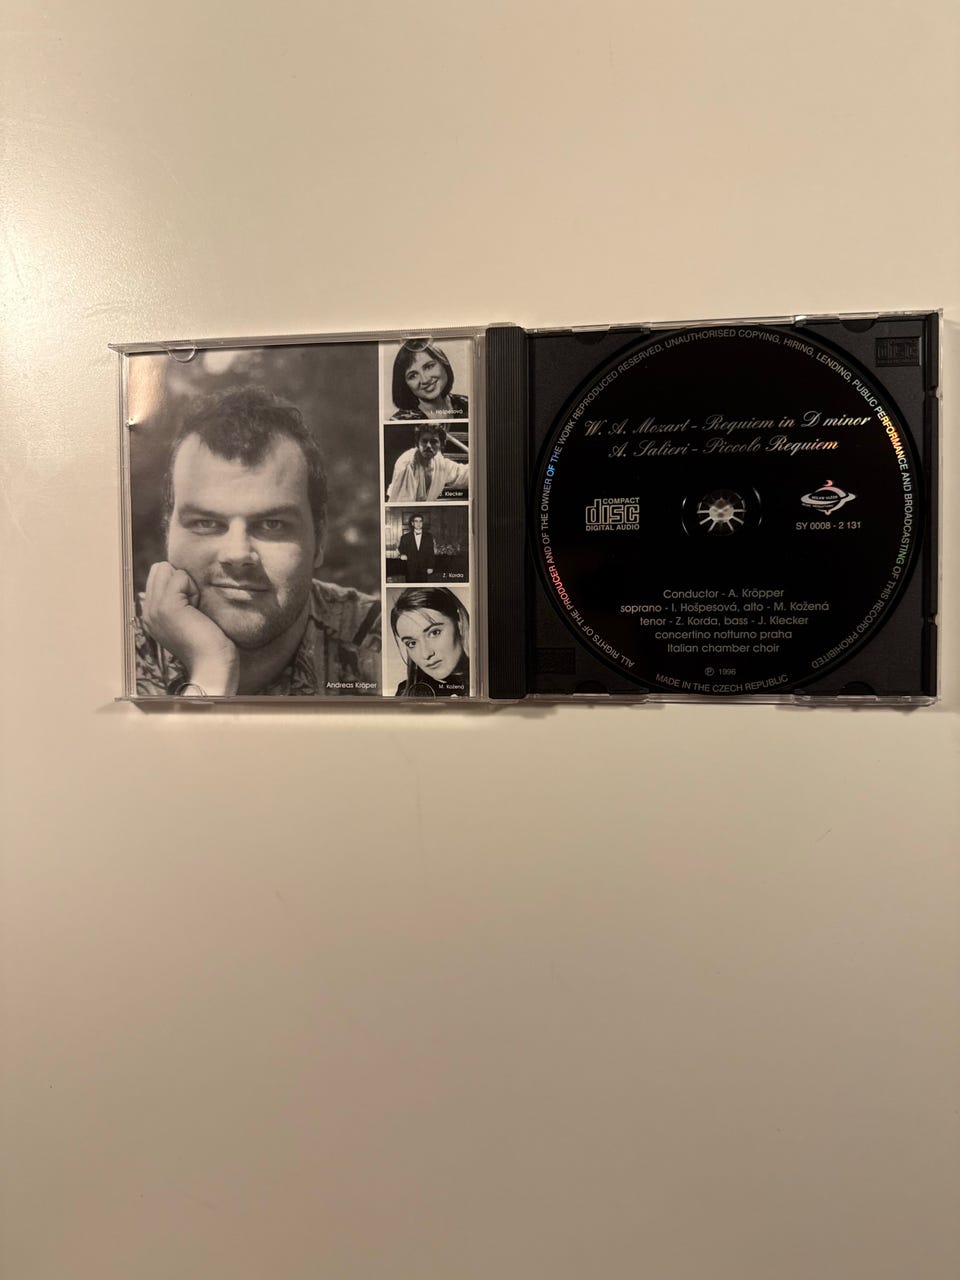 I. Hošpesová
J. Klecker
Z. Korda
M. Kožená
Andreas Kröper
ALL RIGHTS OF THE PRODUCER AND OF THE OWNER OF THE WORK REPRODUCED RESERVED. UNAUTHORISED COPYING, HIRING, LENDING, PUBLIC PERFORMANCE AND BROADCASTING OF THIS RECORD PROHIBITED
W. A. Mozart - Requiem in D minor
A. Salieri - Piccolo Requiem
COMPACT
disc
DIGITAL AUDIO
SY 0008 - 2 131
Conductor - A. Kröpper
soprano - I. Hošpesová, alto - M. Kožená
tenor - Z. Korda, bass - J. Klecker
concertino notturno praha
Italian chamber choir
℗ 1996
MADE IN THE CZECH REPUBLIC